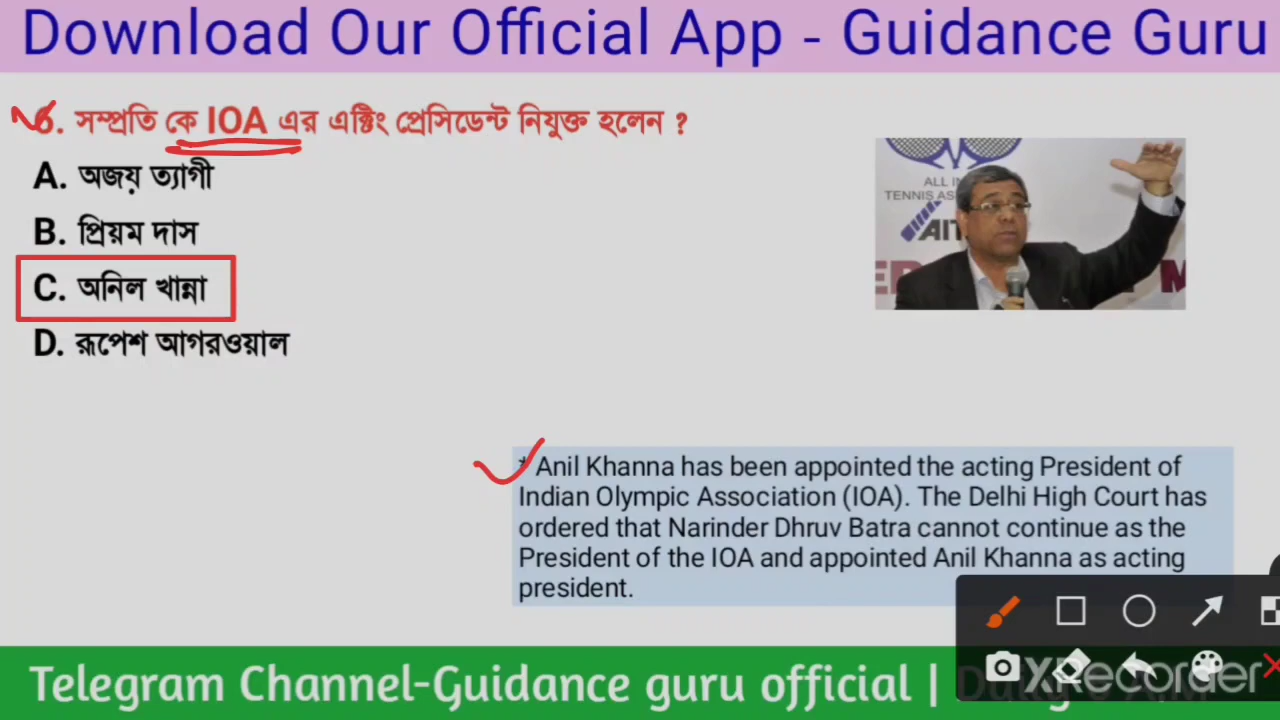 Download Our Official App - Guidance Guru
6. সম্প্রতি কে IOA এর এক্টিং প্রেসিডেন্ট নিযুক্ত হলেন ?
A. অজয় ত্যাগী
B. প্রিয়ম দাস
C. অনিল খান্না
D. রূপেশ আগরওয়াল
ALL IN
TENNIS ASS
AIT
* Anil Khanna has been appointed the acting President of
Indian Olympic Association (IOA). The Delhi High Court has
ordered that Narinder Dhruv Batra cannot continue as the
President of the IOA and appointed Anil Khanna as acting
president.
Telegram Channel-Guidance guru official |
XRecorder